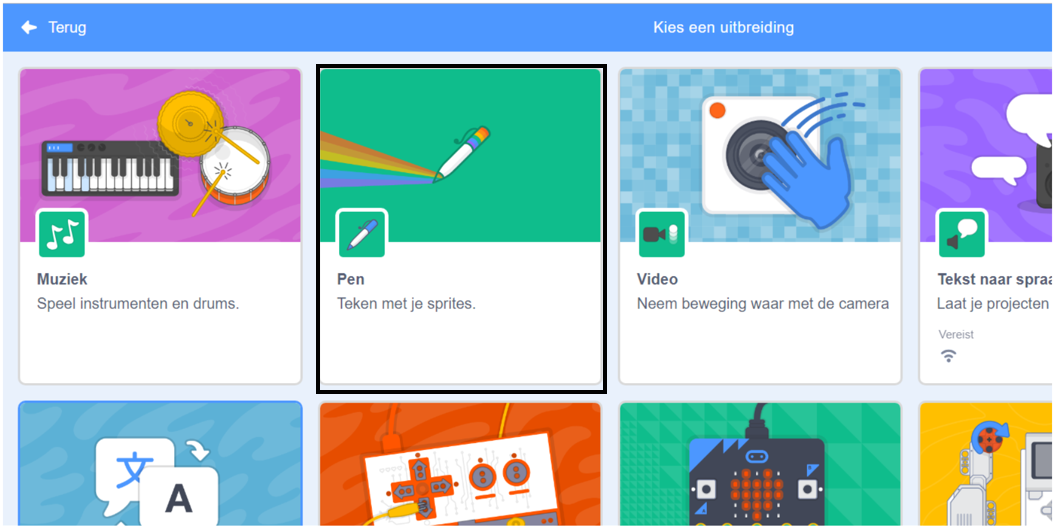 Terug
Kies een uitbreiding
Muziek
Speel instrumenten en drums.
Pen
Teken met je sprites.
Video
Neem beweging waar met de camera
Tekst naar spraa
Laat je projecten
Vereist
文
A